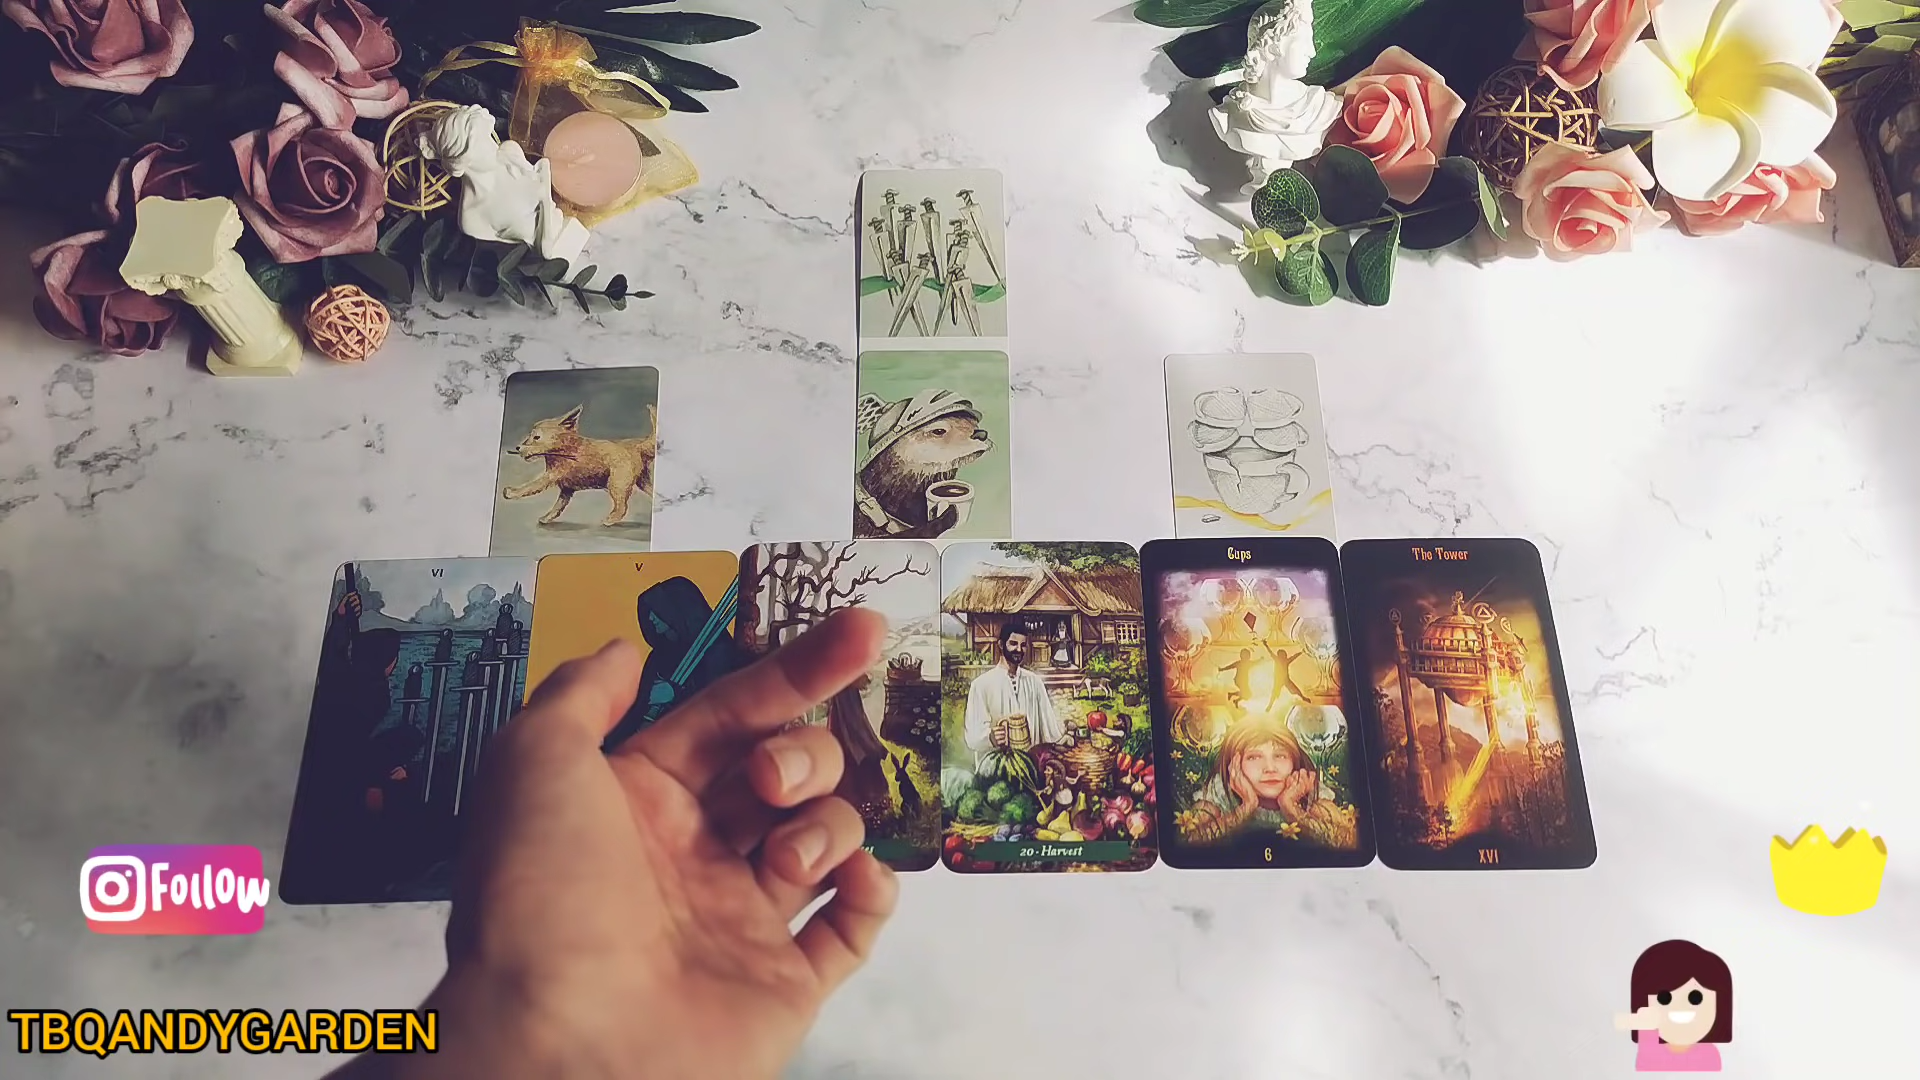 VI
V
Cups
The Tower
20-Harvest
6
XVI
Follow
TBQANDYGARDEN